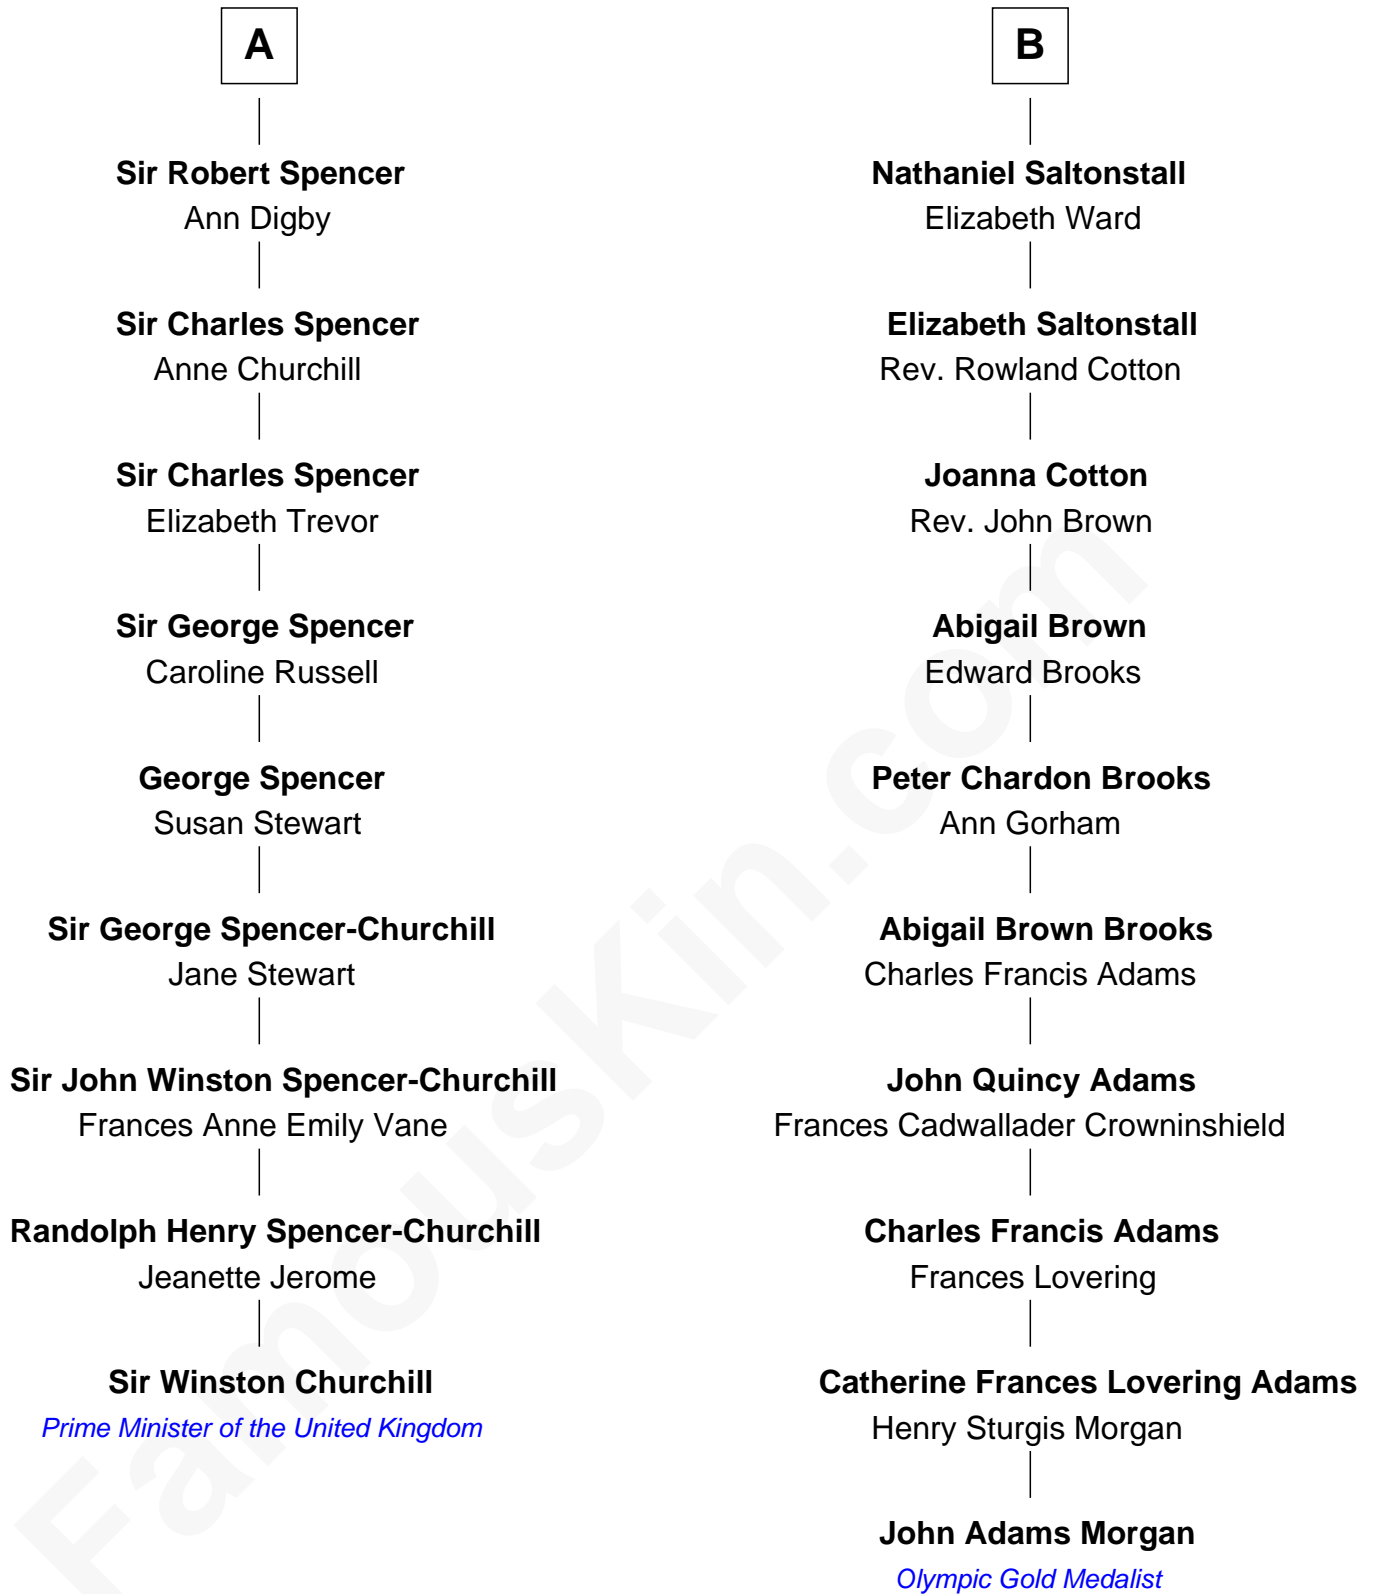 A
Sir Robert Spencer
Ann Digby
Sir Charles Spencer
Anne Churchill
Sir Charles Spencer
Elizabeth Trevor
Sir George Spencer
Caroline Russell
George Spencer
Susan Stewart
Sir George Spencer-Churchill
Jane Stewart
Sir John Winston Spencer-Churchill
Frances Anne Emily Vane
Randolph Henry Spencer-Churchill
Jeanette Jerome
Sir Winston Churchill
Prime Minister of the United Kingdom
B
Nathaniel Saltonstall
Elizabeth Ward
Elizabeth Saltonstall
Rev. Rowland Cotton
Joanna Cotton
Rev. John Brown
Abigail Brown
Edward Brooks
Peter Chardon Brooks
Ann Gorham
Abigail Brown Brooks
Charles Francis Adams
John Quincy Adams
Frances Cadwallader Crowninshield
Charles Francis Adams
Frances Lovering
Catherine Frances Lovering Adams
Henry Sturgis Morgan
John Adams Morgan
Olympic Gold Medalist
FamousKin.com